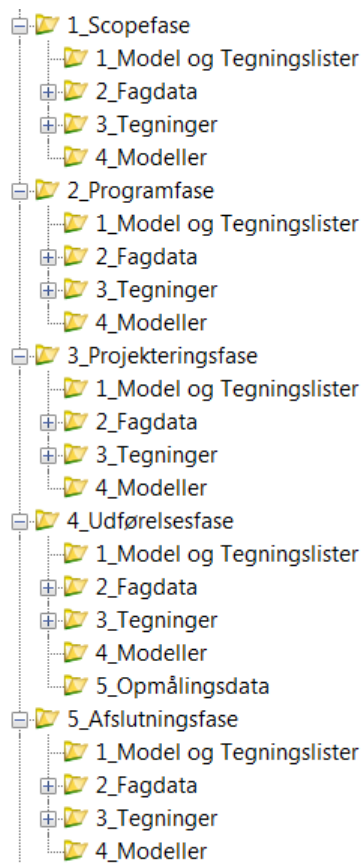 1_Scopefase
1_Model og Tegningslister
2_Fagdata
3_Tegninger
4_Modeller
2_Programfase
1_Model og Tegningslister
2_Fagdata
3_Tegninger
4_Modeller
3_Projekteringsfase
1_Model og Tegningslister
2_Fagdata
3_Tegninger
4_Modeller
4_Udførelsesfase
1_Model og Tegningslister
2_Fagdata
3_Tegninger
4_Modeller
5_Opmålingsdata
5_Afslutningsfase
1_Model og Tegningslister
2_Fagdata
3_Tegninger
4_Modeller